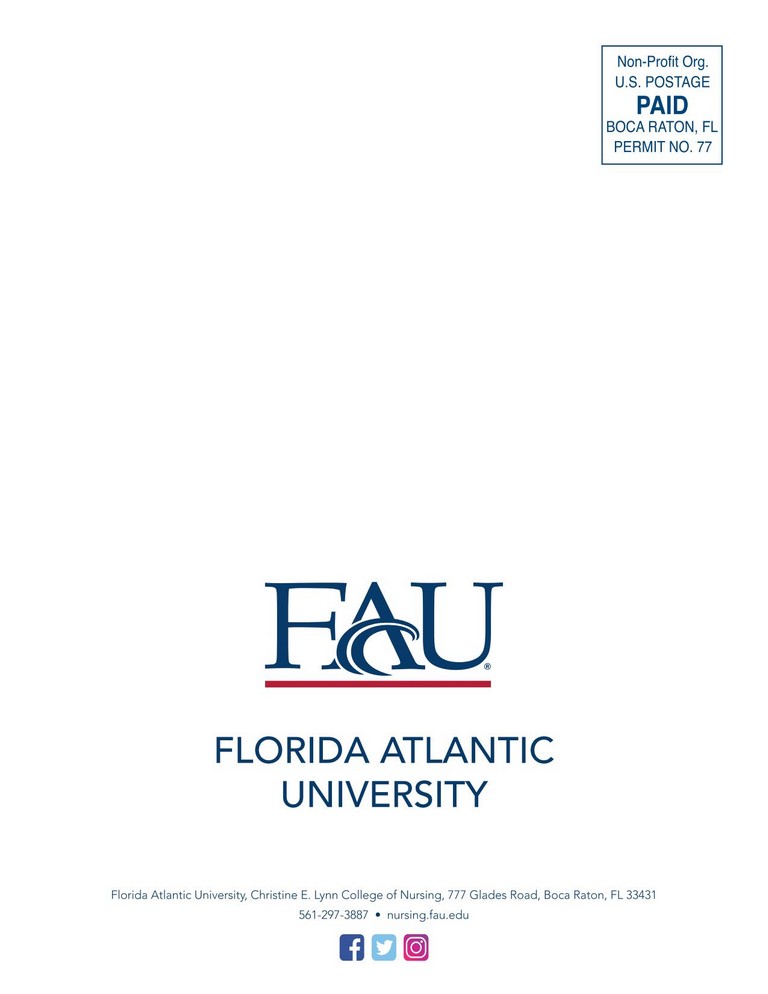 Non-Profit Org.
U.S. POSTAGE
PAID
BOCA RATON, FL
PERMIT NO. 77
FAU®
FLORIDA ATLANTIC
UNIVERSITY
Florida Atlantic University, Christine E. Lynn College of Nursing, 777 Glades Road, Boca Raton, FL 33431
561-297-3887 • nursing.fau.edu